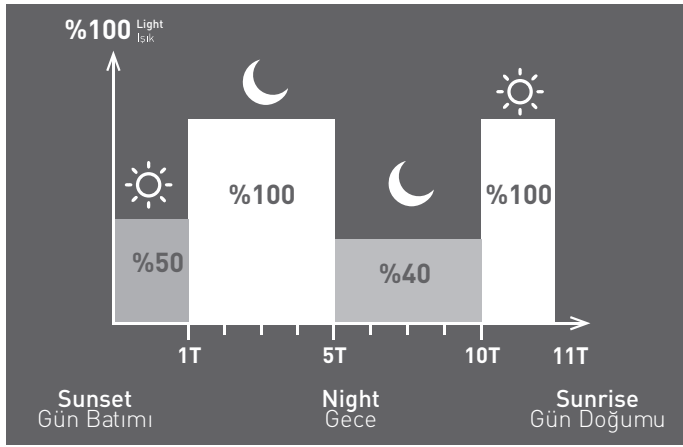 %100 Light
Işık
%100
%100
%50
%40
1T 5T 10T 11T
Sunset Night Sunrise
Gün Batımı Gece Gün Doğumu